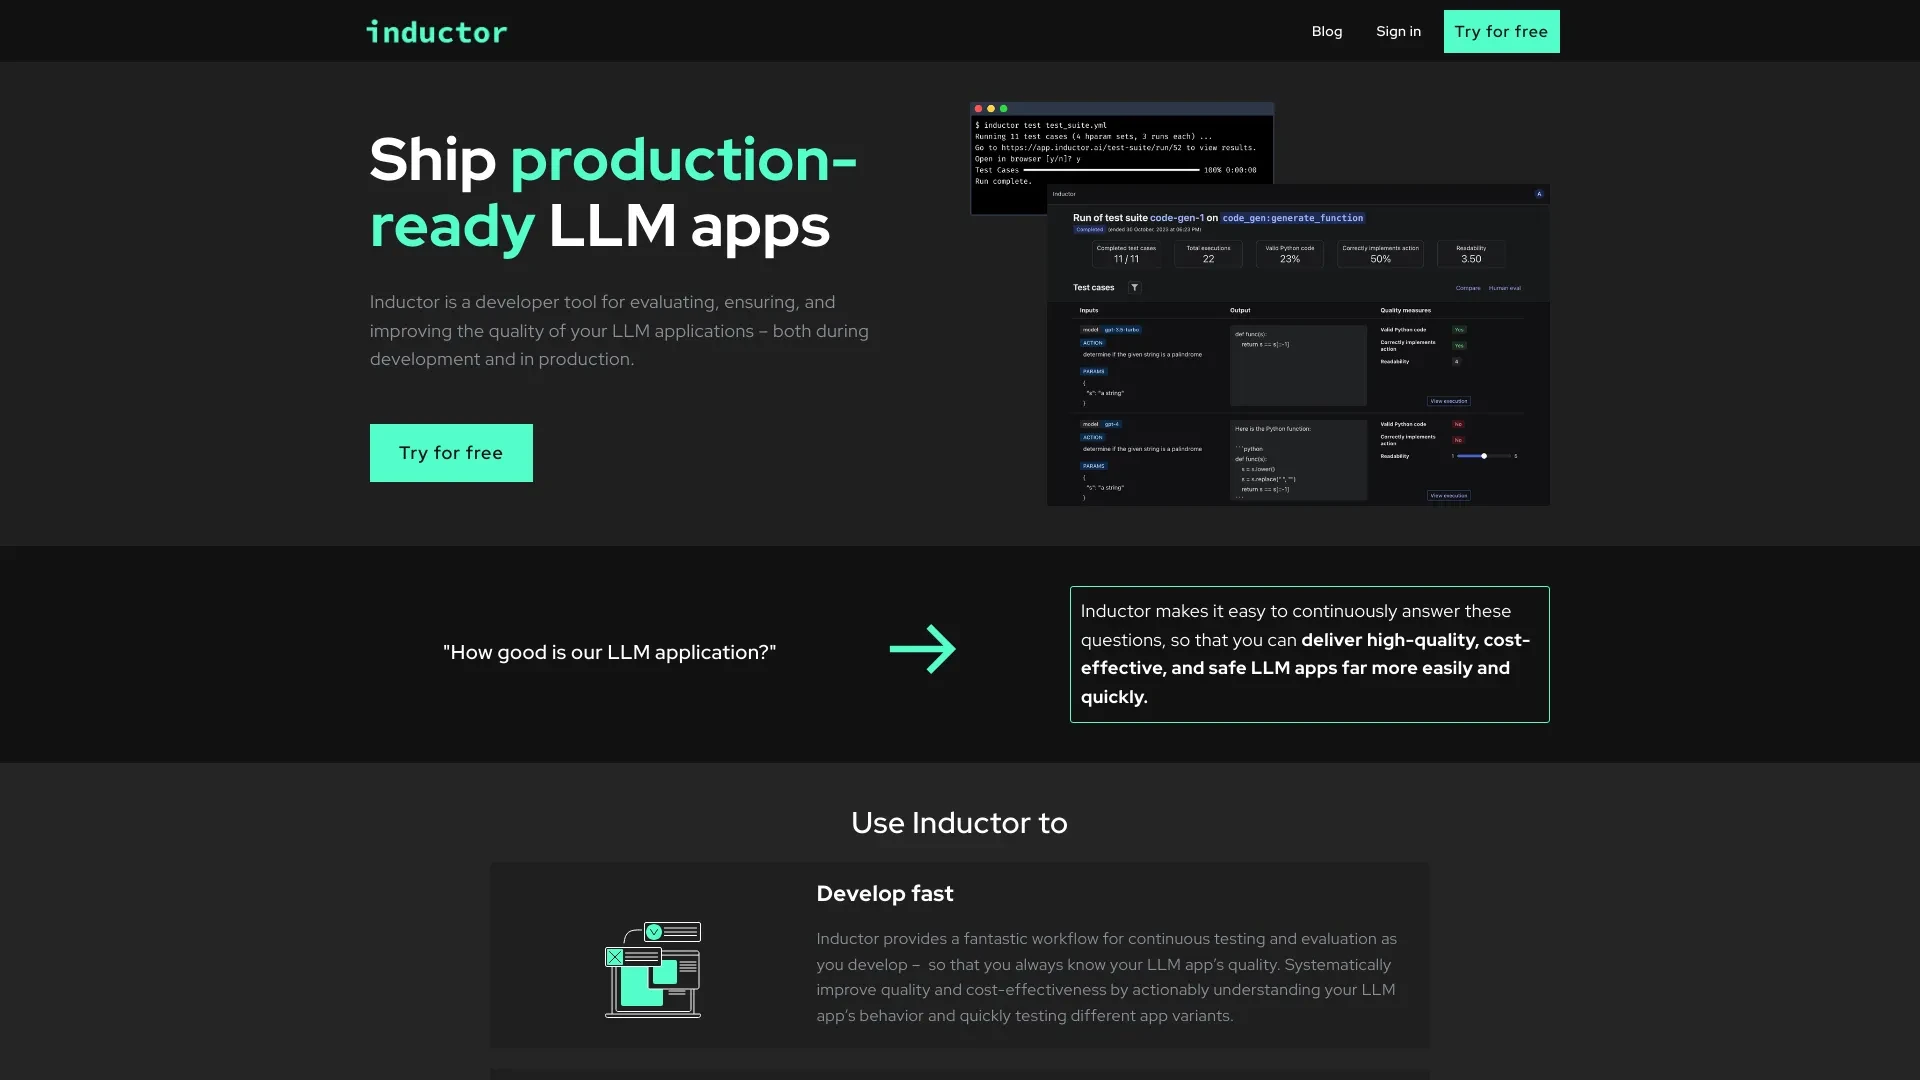 inductor
Blog
Sign in
Try for free
Ship production-
ready LLM apps
Inductor is a developer tool for evaluating, ensuring, and
improving the quality of your LLM applications – both during
development and in production.
Try for free
$ inductor test test_suite.yml
Running 11 test cases (4 hparam sets, 3 runs each) ...
Go to https://app.inductor.ai/test-suite/run/52 to view results.
Open in browser [y/n]? y
Test Cases 100% 0:00:00
Run complete.
Inductor
A
Run of test suite code-gen-1 on code_gen:generate_function
Completed (ended 30 October, 2023 at 06:23 PM)
Completed test cases
11 / 11
Total executions
22
Valid Python code
23%
Correctly implements action
50%
Readability
3.50
Test cases
Compare
Human eval
Inputs
Output
Quality measures
model gpt-3.5-turbo
ACTION
determine if the given string is a palindrome
PARAMS
{
"s": "a string"
}
def func(s):
return s == s[::-1]
Valid Python code Yes
Correctly implements
action
Yes
Readability 4
View execution
model gpt-4
ACTION
determine if the given string is a palindrome
PARAMS
{
"s": "a string"
}
Here is the Python function:
```python
def func(s):
s = s.lower()
s = s.replace(" ", "")
return s == s[::-1]
```
Valid Python code No
Correctly implements
action
No
Readability 1 5
View execution
"How good is our LLM application?"
Inductor makes it easy to continuously answer these
questions, so that you can deliver high-quality, cost-
effective, and safe LLM apps far more easily and
quickly.
Use Inductor to
Develop fast
Inductor provides a fantastic workflow for continuous testing and evaluation as
you develop –  so that you always know your LLM app’s quality. Systematically
improve quality and cost-effectiveness by actionably understanding your LLM
app’s behavior and quickly testing different app variants.